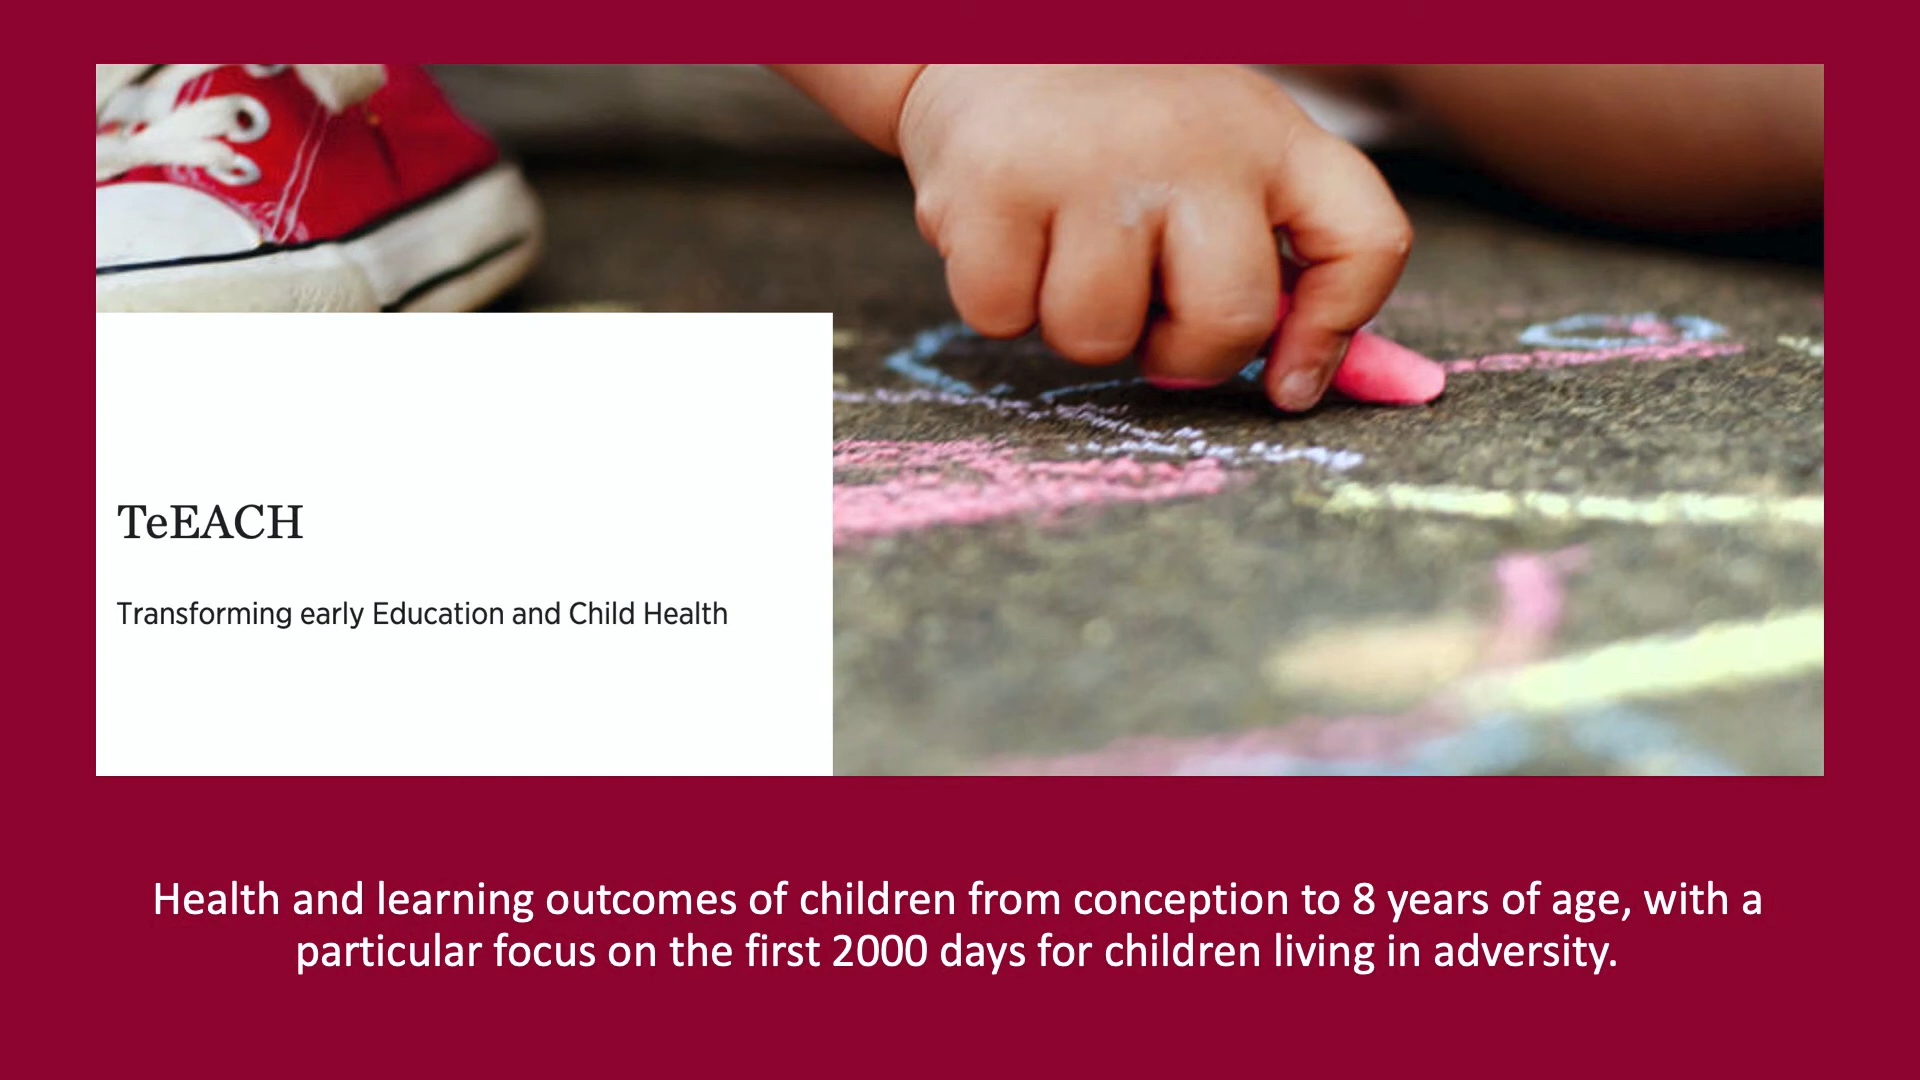 TeEACH
Transforming early Education and Child Health
Health and learning outcomes of children from conception to 8 years of age, with a
particular focus on the first 2000 days for children living in adversity.